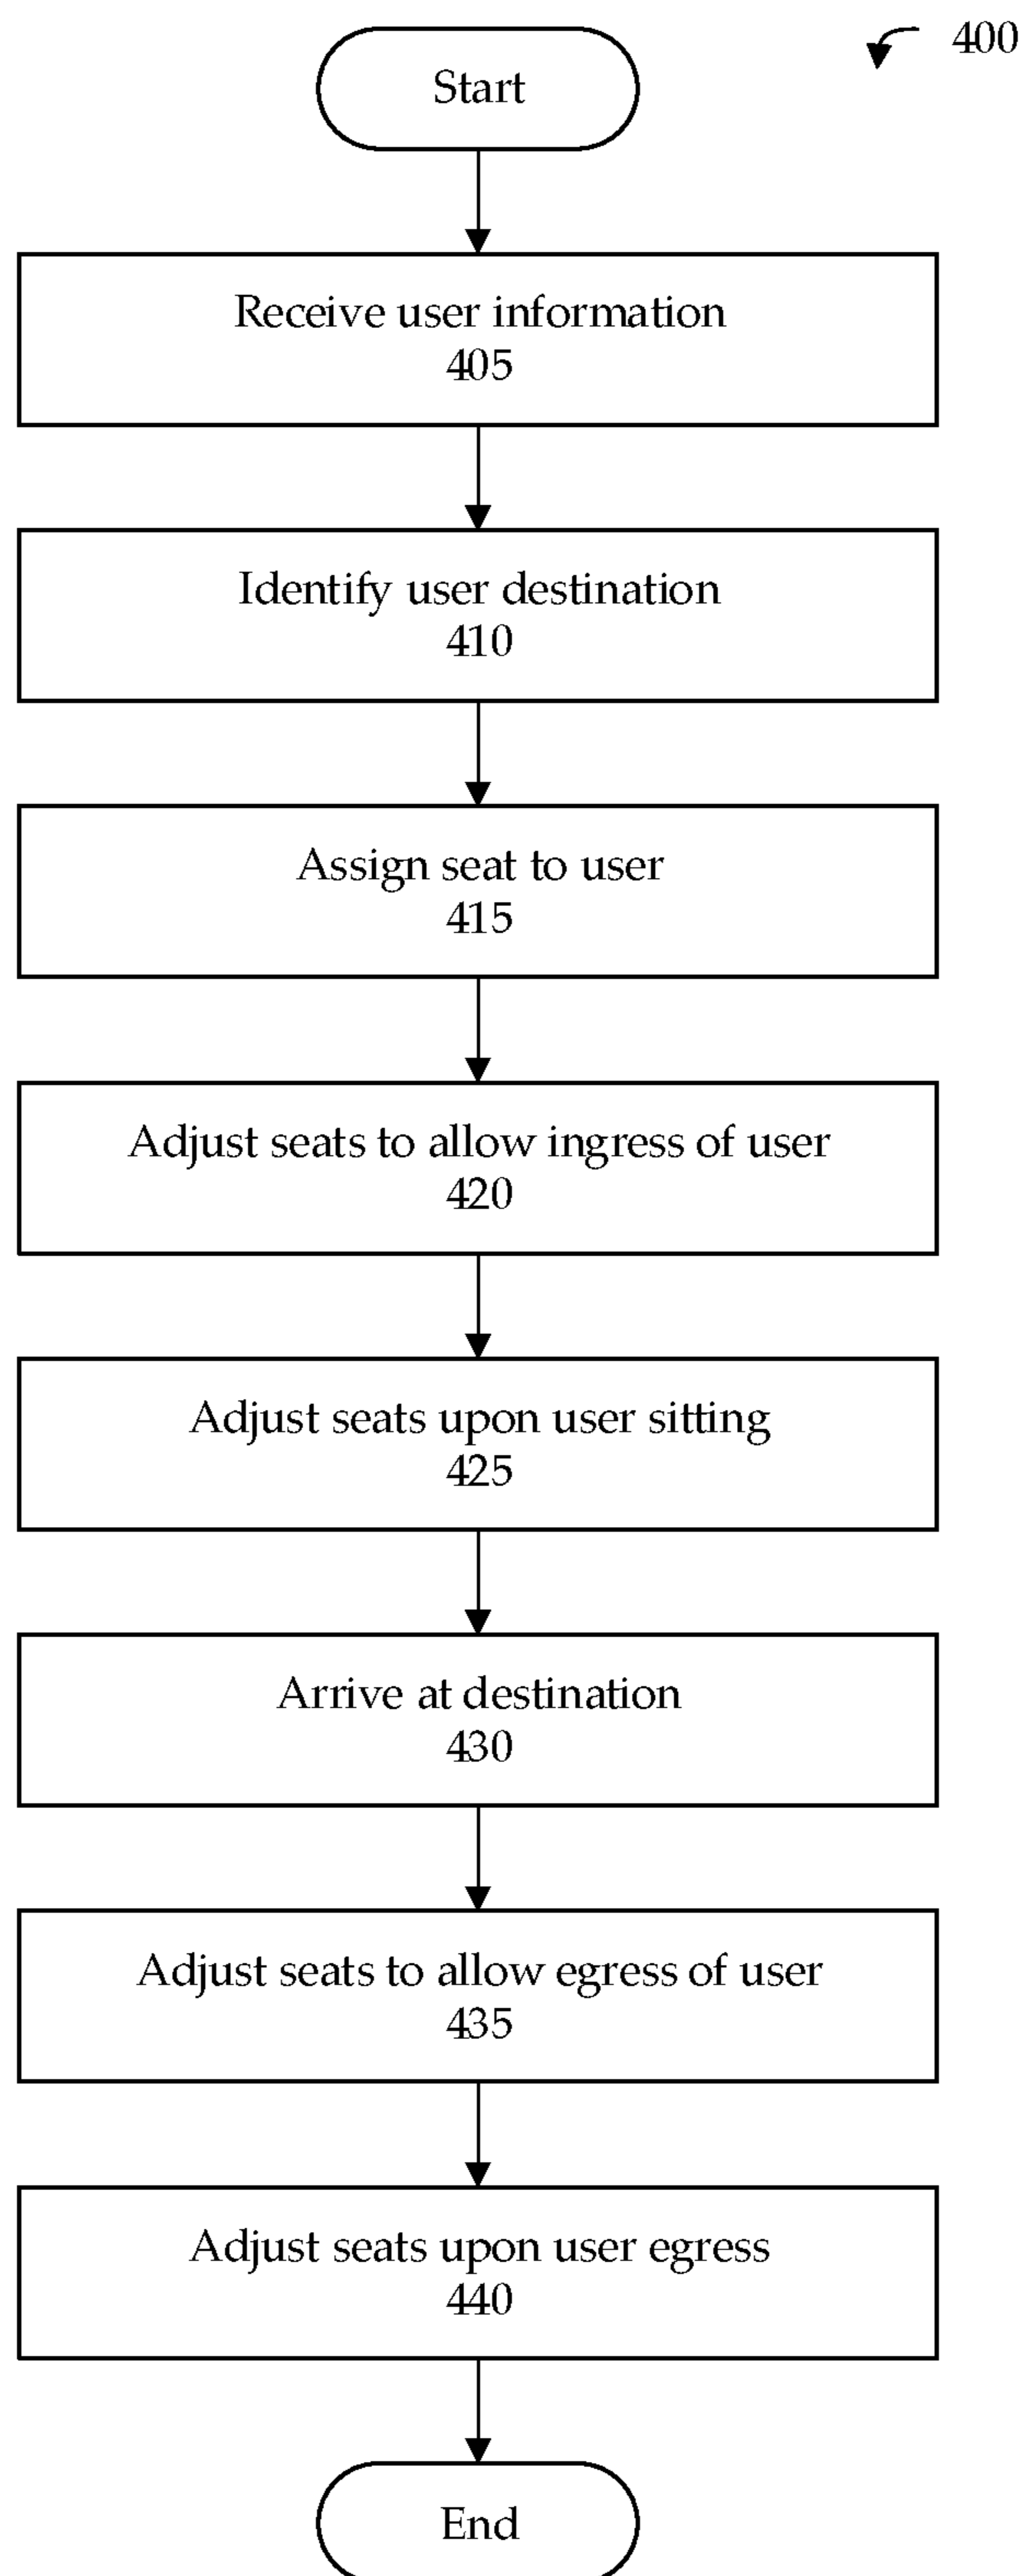 400
Start
Receive user information
405
Identify user destination
410
Assign seat to user
415
Adjust seats to allow ingress of user
420
Adjust seats upon user sitting
425
Arrive at destination
430
Adjust seats to allow egress of user
435
Adjust seats upon user egress
440
End